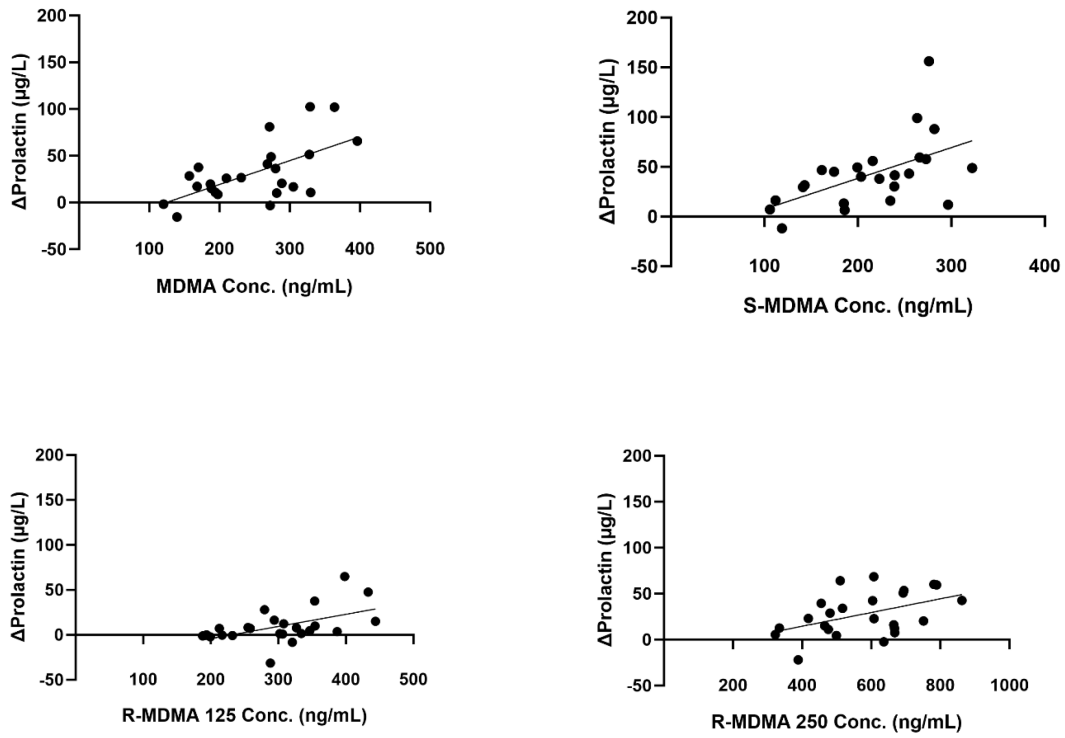 200
150
100
50
0
-50
ΔProlactin (µg/L)
100 200 300 400 500
MDMA Conc. (ng/mL)
200
150
100
50
0
-50
ΔProlactin (µg/L)
100 200 300 400
S-MDMA Conc. (ng/mL)
200
150
100
50
0
-50
ΔProlactin (µg/L)
100 200 300 400 500
R-MDMA 125 Conc. (ng/mL)
200
150
100
50
0
-50
ΔProlactin (µg/L)
200 400 600 800 1000
R-MDMA 250 Conc. (ng/mL)